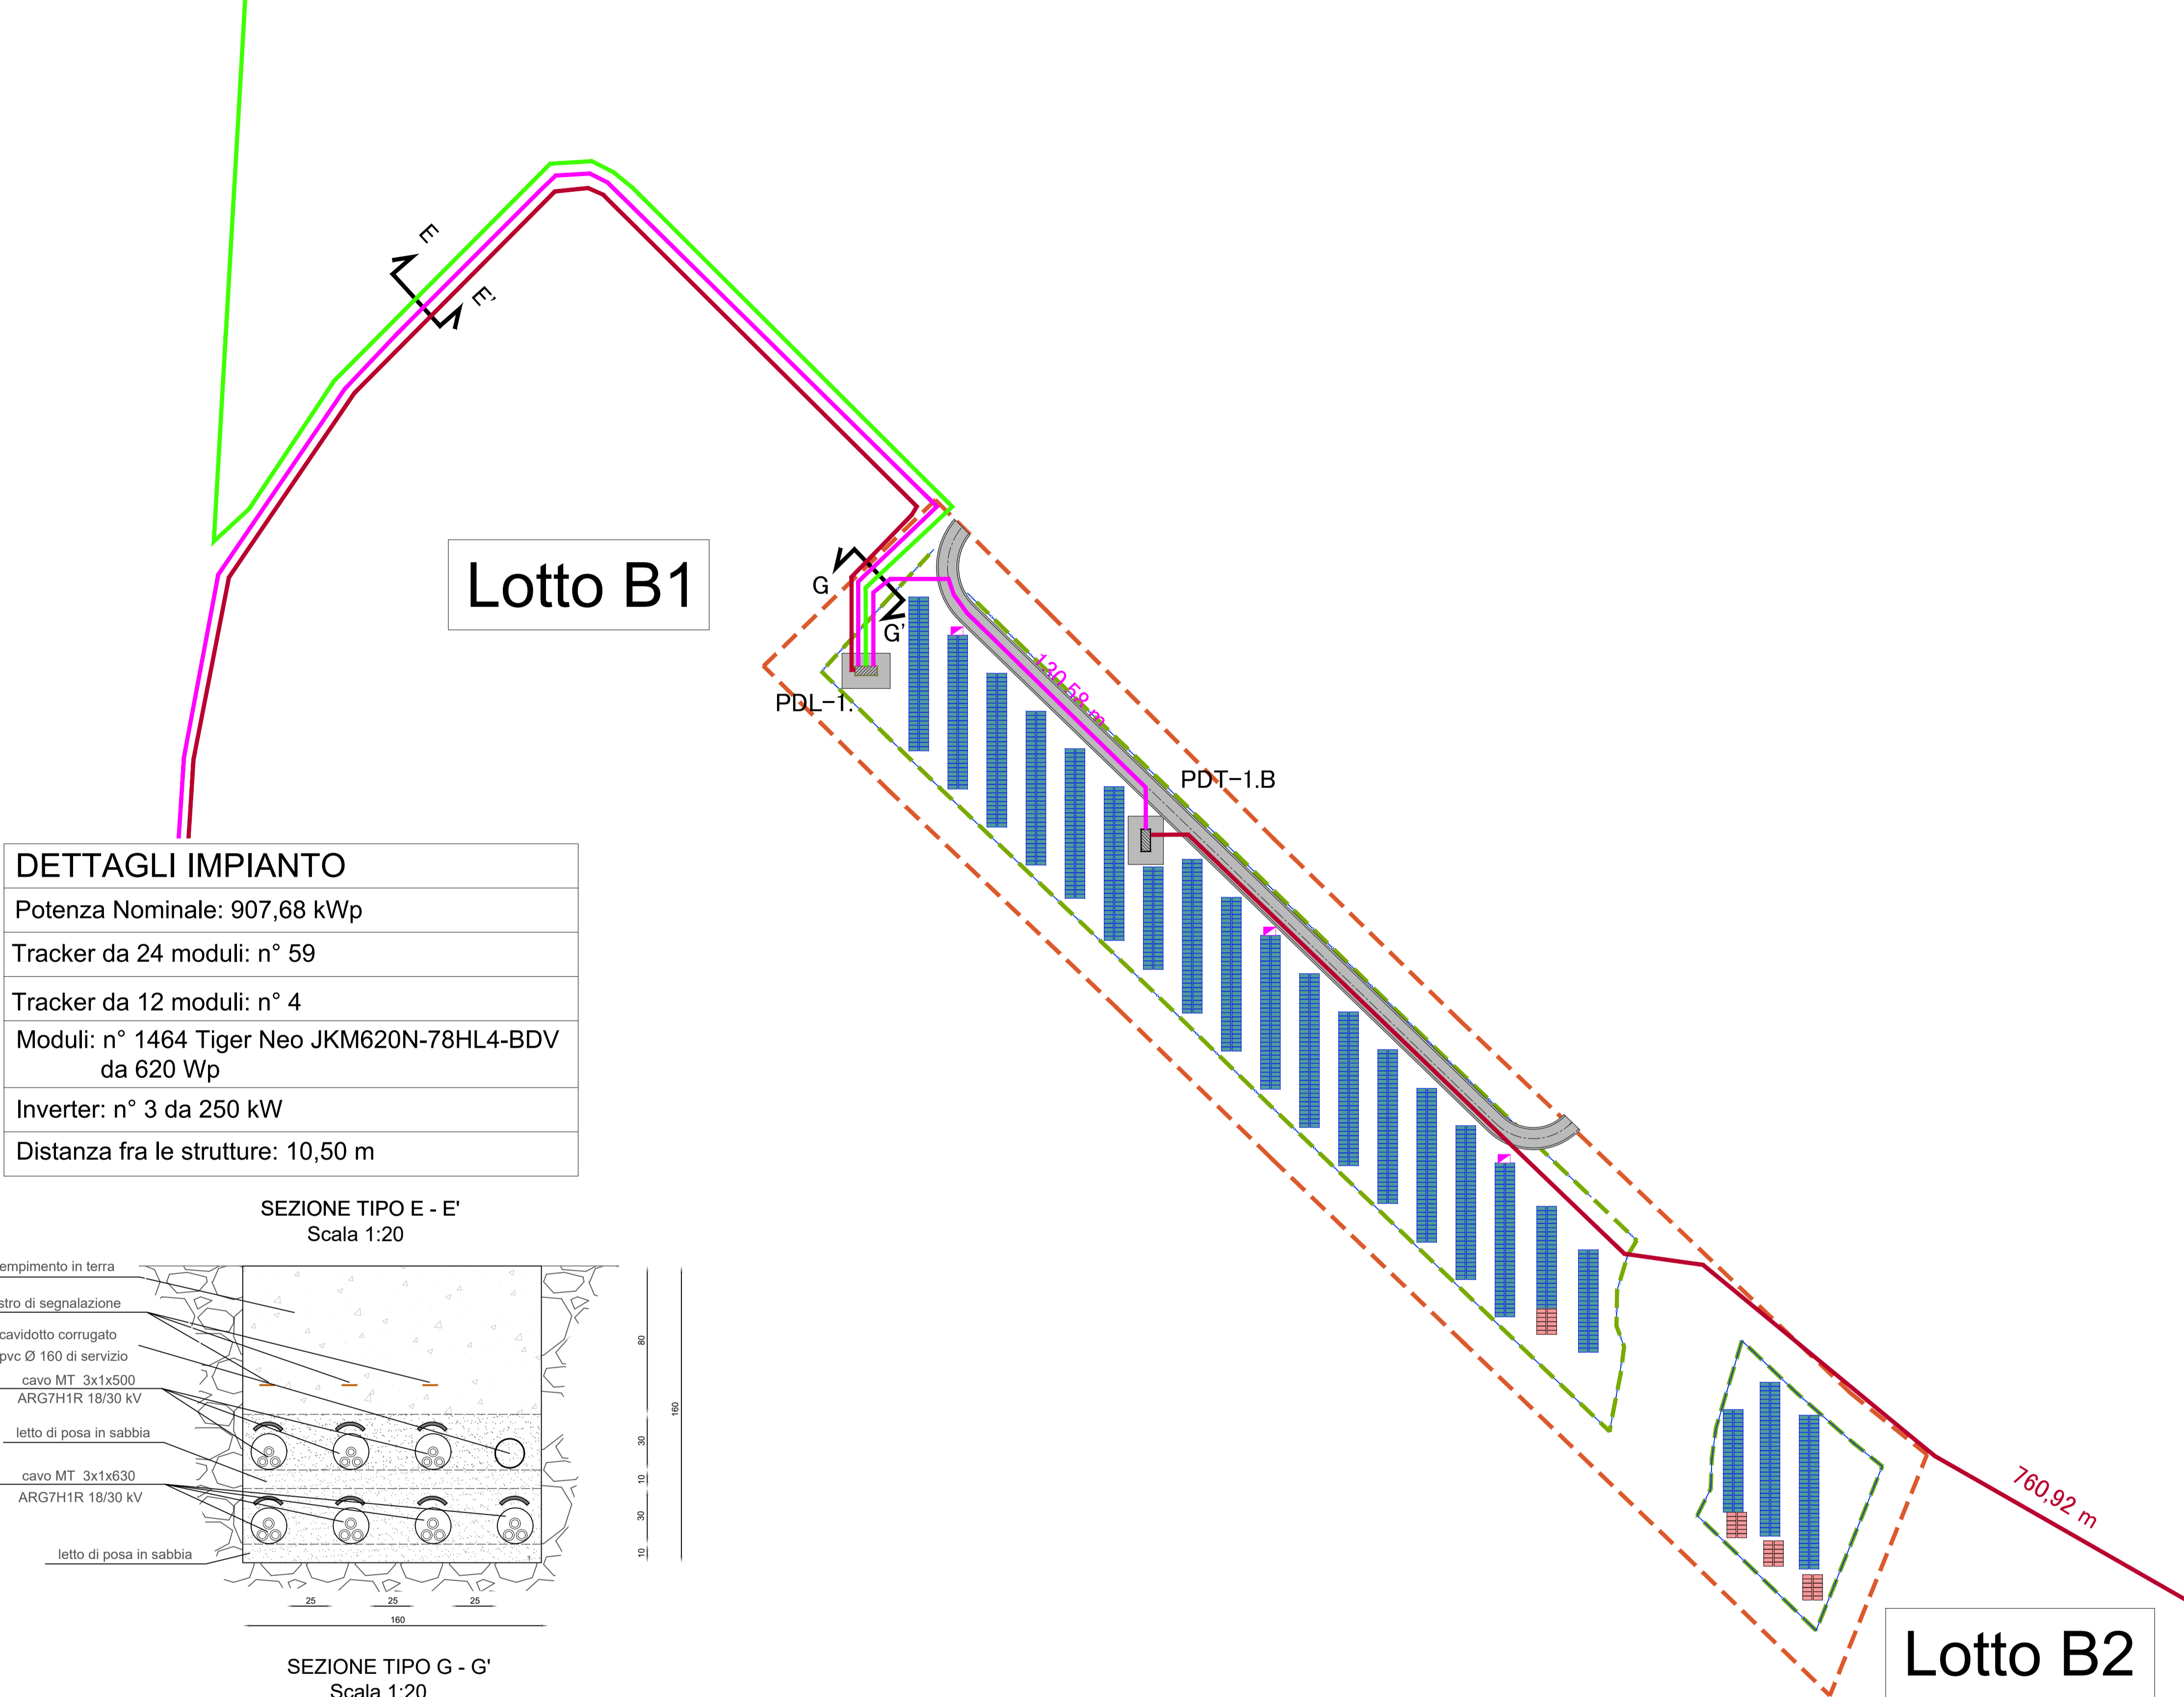 E
E'
Lotto B1
G
G'
PDL-1.
130,58 m
PDT-1.B
DETTAGLI IMPIANTO
Potenza Nominale: 907,68 kWp
Tracker da 24 moduli: n° 59
Tracker da 12 moduli: n° 4
Moduli: n° 1464 Tiger Neo JKM620N-78HL4-BDV
da 620 Wp
Inverter: n° 3 da 250 kW
Distanza fra le strutture: 10,50 m
SEZIONE TIPO E - E'
Scala 1:20
empimento in terra
stro di segnalazione
cavidotto corrugato
pvc Ø 160 di servizio
cavo MT 3x1x500
ARG7H1R 18/30 kV
letto di posa in sabbia
cavo MT 3x1x630
ARG7H1R 18/30 kV
letto di posa in sabbia
80
30
10
30
10
160
25
25
25
160
760,92 m
Lotto B2
SEZIONE TIPO G - G'
Scala 1:20